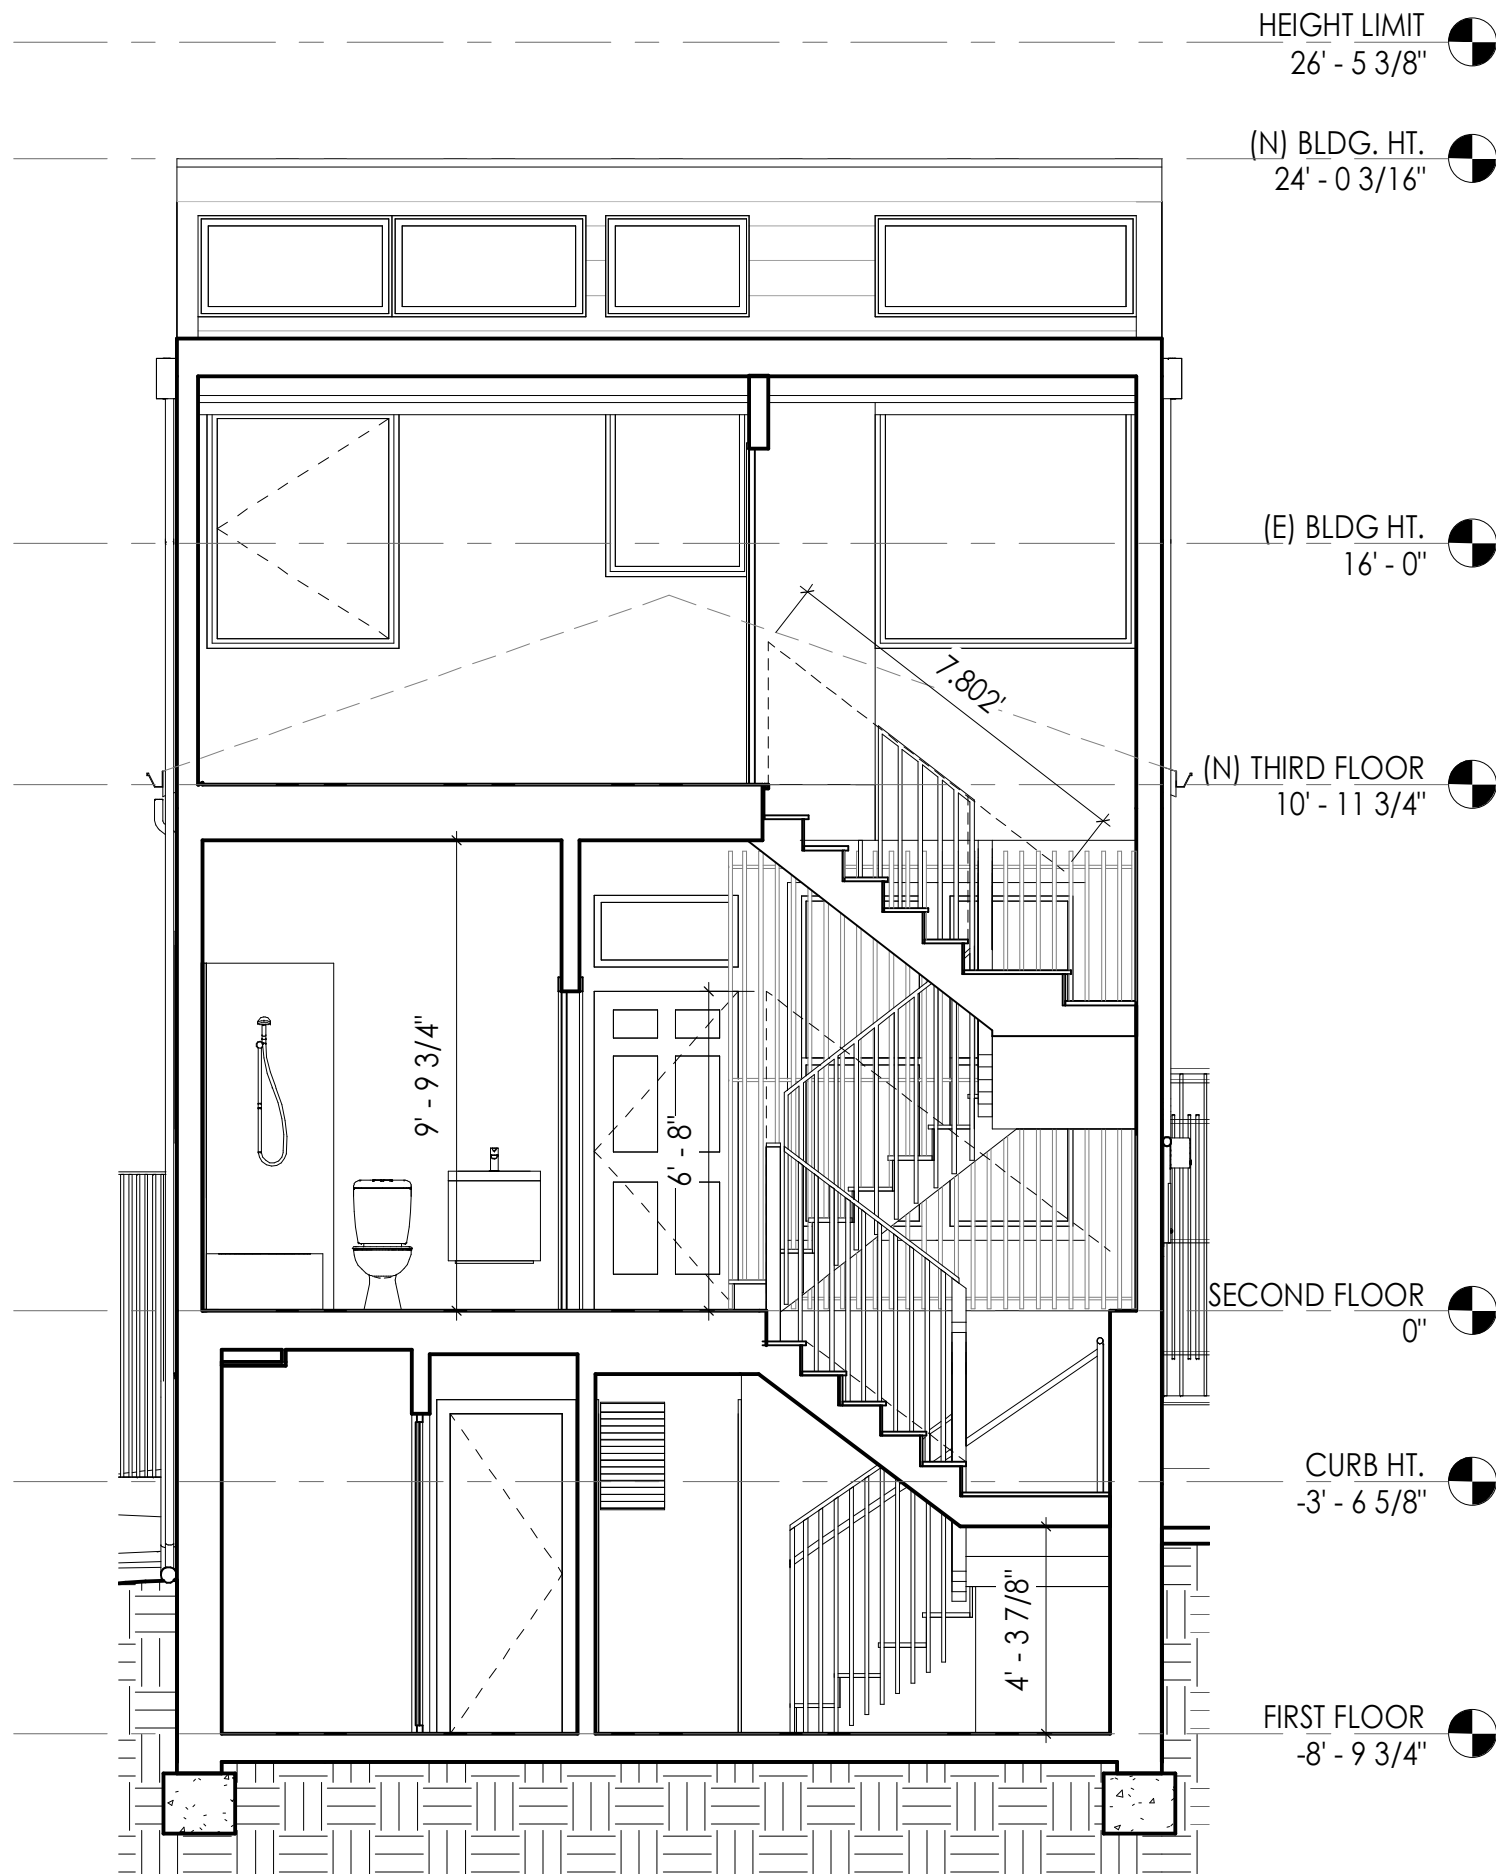 HEIGHT LIMIT
26' - 5 3/8"
(N) BLDG. HT.
24' - 0 3/16"
(E) BLDG HT.
16' - 0"
7.802'
(N) THIRD FLOOR
10' - 11 3/4"
9' - 9 3/4"
6' - 8"
SECOND FLOOR
0"
CURB HT.
-3' - 6 5/8"
4' - 3 7/8"
FIRST FLOOR
-8' - 9 3/4"